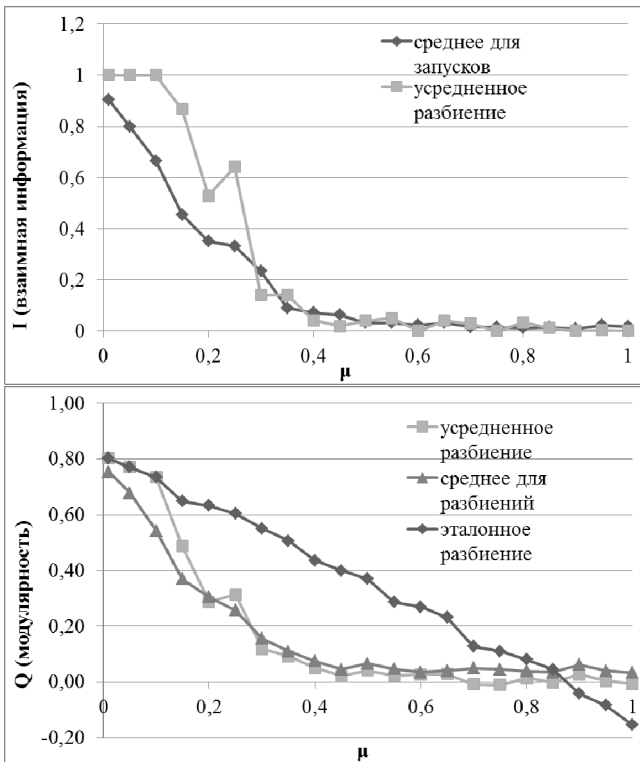 1,2
1
0,8
0,6
0,4
0,2
0
I (взаимная информация)
среднее для
запусков
усредненное
разбиение
0
0,2
0,4
0,6
0,8
1
μ
1,00
0,80
0,60
0,40
0,20
0,00
-0,20
Q (модулярность)
усредненное
разбиение
среднее для
разбиений
эталонное
разбиение
0
0,2
0,4
0,6
0,8
1
μ